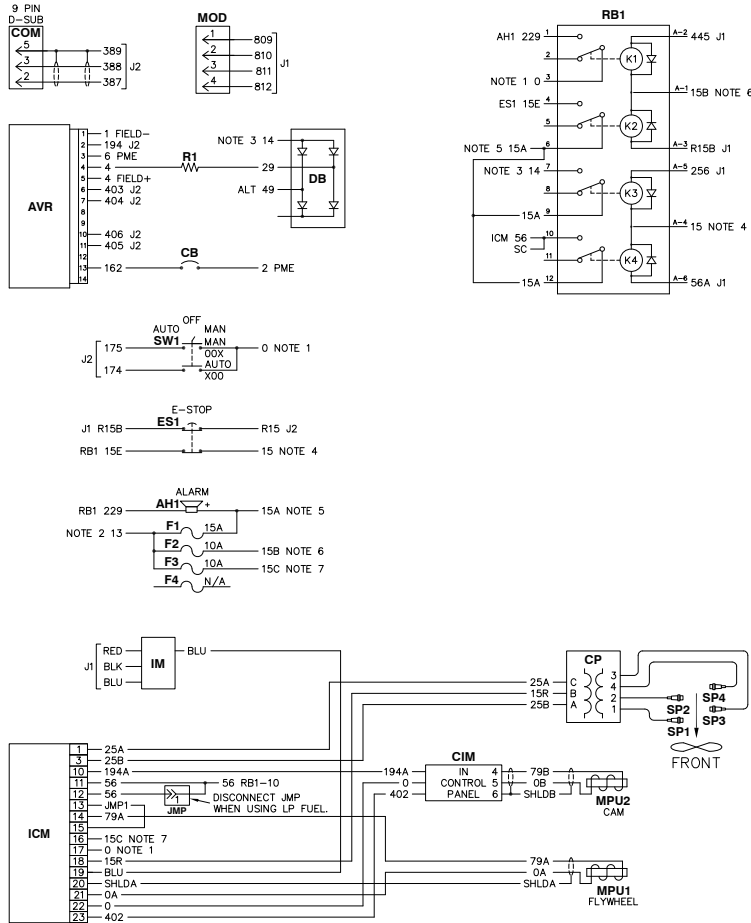 9 PIN
D-SUB
COM
5 389
3 388 J2
2 387
MOD
1 809
2 810
3 811 J1
4 812
RB1
AH1 229 1
2
NOTE 1 0 3
ES1 15E 4
5
NOTE 5 15A 6
NOTE 3 14 7
8
15A 9
ICM 56 10
SC
11
15A 12
K1
K2
K3
K4
A-2 445 J1
A-1 15B NOTE 6
A-3 R15B J1
A-5 256 J1
A-4 15 NOTE 4
A-6 56A J1
AVR
1 1 FIELD-
2 194 J2
3 6 PME
4 4
5 4 FIELD+
6 403 J2
7 404 J2
8
9
10 406 J2
11 405 J2
12
13 162
14
R1
CB
2 PME
NOTE 3 14
29
ALT 49
DB
OFF
AUTO MAN
SW1 MAN
OOX
AUTO
XOO
J2 175
174
0 NOTE 1
E-STOP
ES1
J1 R15B R15 J2
RB1 15E 15 NOTE 4
ALARM
AH1 +
RB1 229 15A NOTE 5
NOTE 2 13 F1 15A
F2 10A 15B NOTE 6
F3 10A 15C NOTE 7
F4 N/A
J1 RED
BLK
BLU
IM
BLU
25A C
15R B
25B A
CP
3
4
2
1
SP4
SP2
SP3
SP1
FRONT
ICM
1 25A
3 25B
10 194A
11 56
12 56
13 JMP1
14 79A
15
16 15C NOTE 7
17 0 NOTE 1
18 15R
19 BLU
20 SHLDA
21 0A
22 0
23 402
56 RB1-10
1
JMP
DISCONNECT JMP
WHEN USING LP FUEL.
CIM
194A IN 4 79B
0 CONTROL 5 0B
402 PANEL 6 SHLDB
MPU2
CAM
79A
0A
SHLDA
MPU1
FLYWHEEL